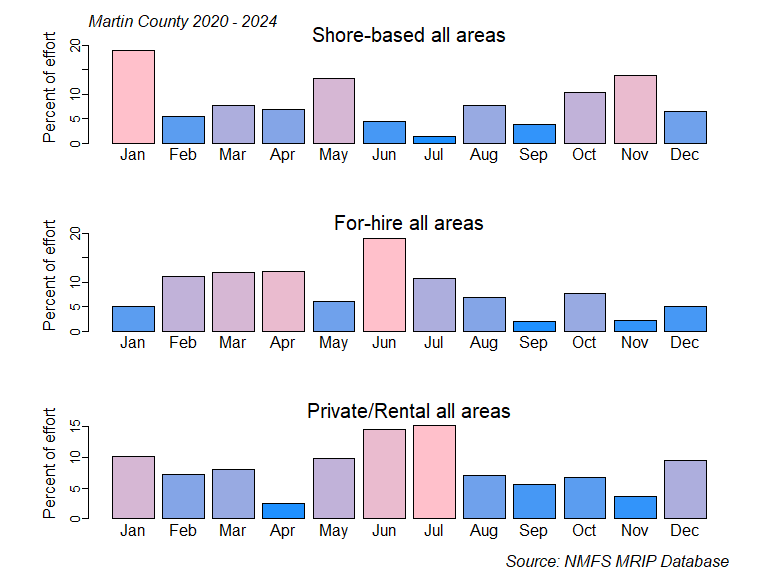 Martin County 2020 - 2024
Shore-based all areas
Percent of effort
20
10
5
0
Jan Feb Mar Apr May Jun Jul Aug Sep Oct Nov Dec
For-hire all areas
Percent of effort
20
10
5
0
Jan Feb Mar Apr May Jun Jul Aug Sep Oct Nov Dec
Private/Rental all areas
Percent of effort
15
10
5
0
Jan Feb Mar Apr May Jun Jul Aug Sep Oct Nov Dec
Source: NMFS MRIP Database